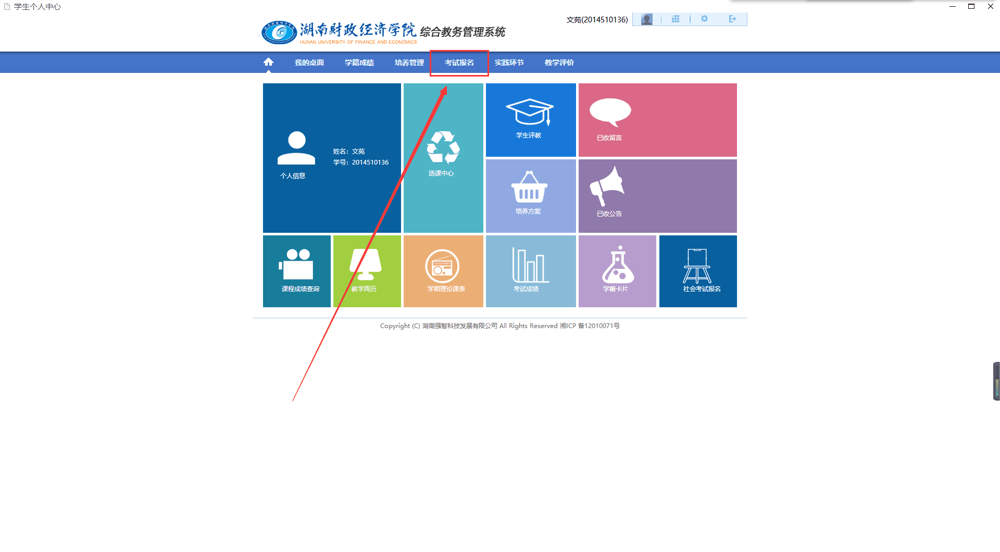 学生个人中心
文苑(2014510136)
湖南财政经济学院 综合教务管理系统
HUNAN UNIVERSITY OF FINANCE AND ECONOMICS
我的桌面 学籍成绩 培养管理 考试报名 实践环节 教学评价
姓名：文苑
学号：2014510136
个人信息
选课中心
学生评教
已收留言
培养方案
已收公告
课程成绩查询
教学周历
学期理论课表
考试成绩
学籍卡片
社会考试报名
Copyright (C) 湖南强智科技发展有限公司 All Rights Reserved 湘ICP 备12010071号